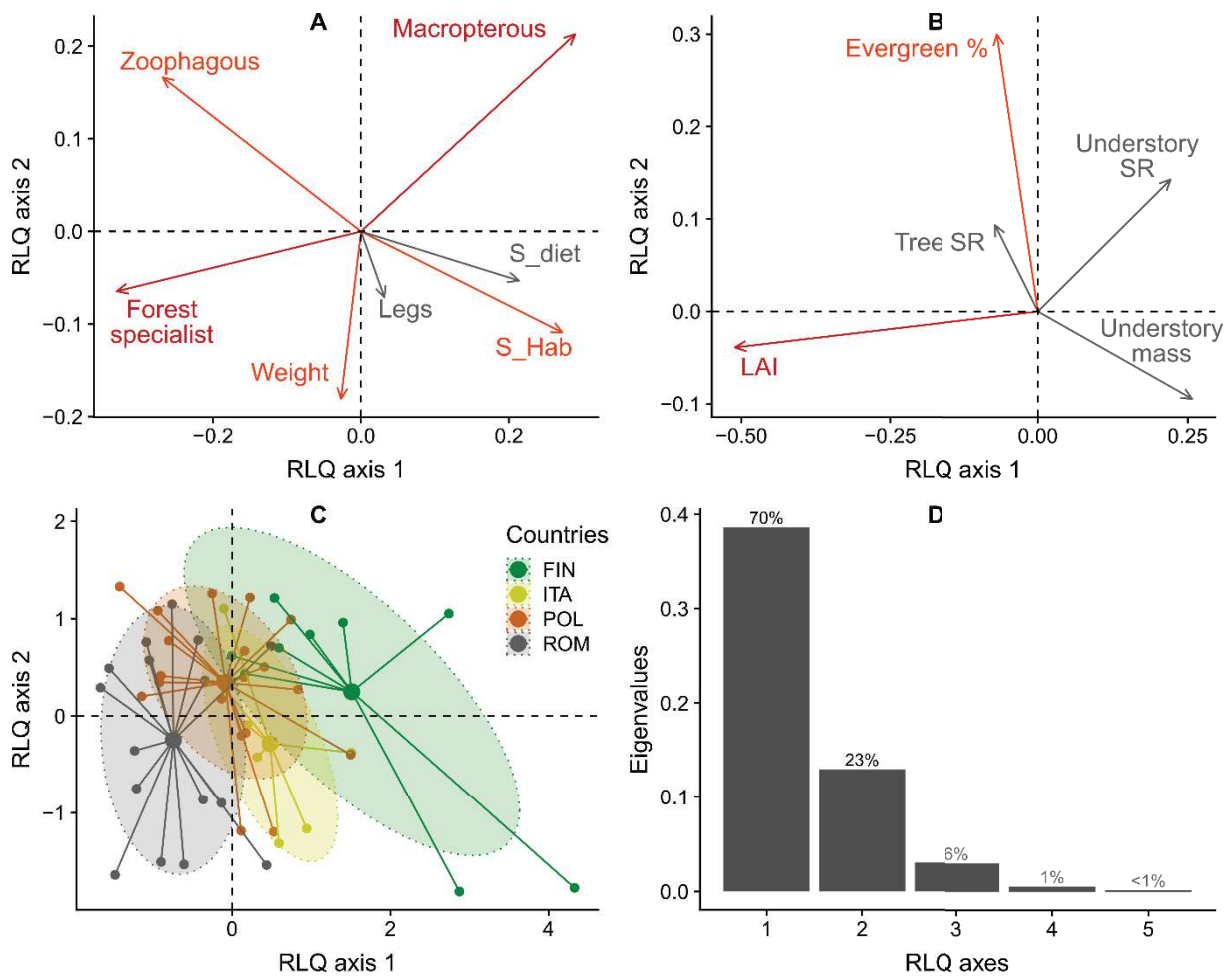 A
Macropterous
Zoophagous
S_diet
Legs
Forest
specialist
S_Hab
Weight
0.2
0.1
0.0
−0.1
−0.2
RLQ axis 2
−0.2
0.0
0.2
RLQ axis 1
B
Evergreen %
Understory
SR
Tree SR
Understory
mass
LAI
0.3
0.2
0.1
0.0
−0.1
RLQ axis 2
−0.50
−0.25
0.00
0.25
RLQ axis 1
C
Countries
FIN
ITA
POL
ROM
2
1
0
−1
RLQ axis 2
0
2
4
RLQ axis 1
D
70%
23%
6%
1%
<1%
0.4
0.3
0.2
0.1
0.0
Eigenvalues
1
2
3
4
5
RLQ axes